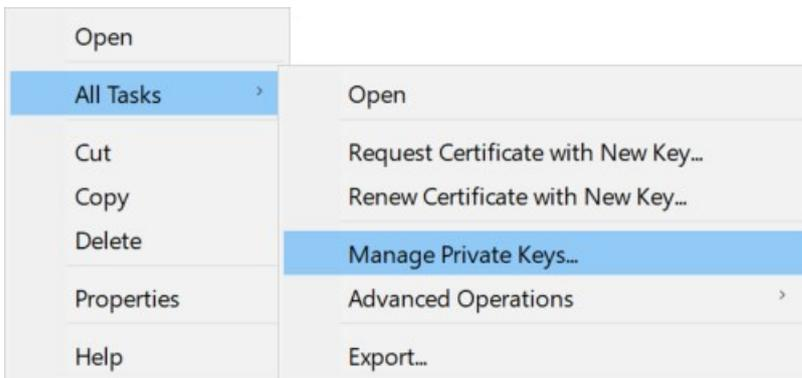 Open
All Tasks
Cut
Copy
Delete
Properties
Help
Open
Request Certificate with New Key...
Renew Certificate with New Key...
Manage Private Keys...
Advanced Operations
Export...